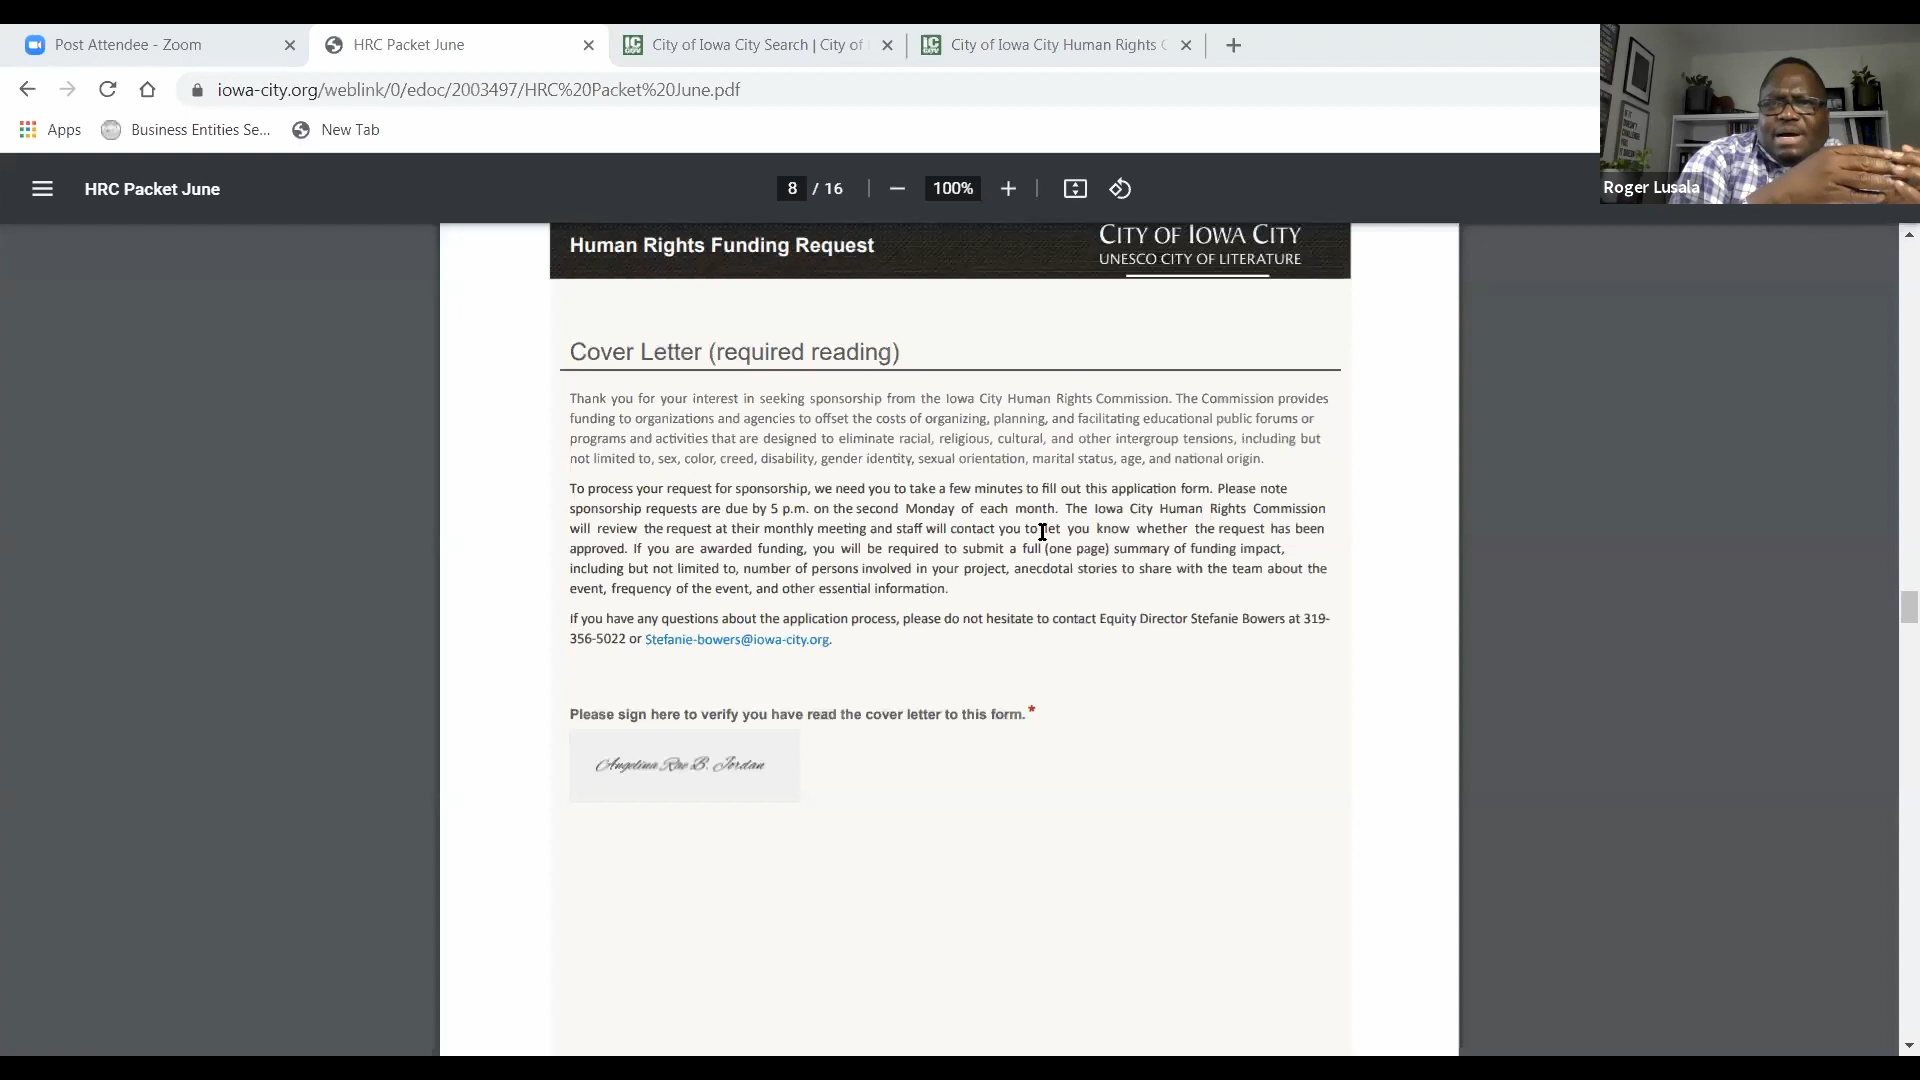 Post Attendee - Zoom
HRC Packet June
City of Iowa City Search | City of
City of Iowa City Human Rights C
iowa-city.org/weblink/0/edoc/2003497/HRC%20Packet%20June.pdf
Apps
Business Entities Se...
New Tab
Roger Lusala
HRC Packet June
8 / 16
100%
Human Rights Funding Request
CITY OF IOWA CITY
UNESCO CITY OF LITERATURE
Cover Letter (required reading)
Thank you for your interest in seeking sponsorship from the Iowa City Human Rights Commission. The Commission provides
funding to organizations and agencies to offset the costs of organizing, planning, and facilitating educational public forums or
programs and activities that are designed to eliminate racial, religious, cultural, and other intergroup tensions, including but
not limited to, sex, color, creed, disability, gender identity, sexual orientation, marital status, age, and national origin.
To process your request for sponsorship, we need you to take a few minutes to fill out this application form. Please note
sponsorship requests are due by 5 p.m. on the second Monday of each month. The Iowa City Human Rights Commission
will review the request at their monthly meeting and staff will contact you to let you know whether the request has been
approved. If you are awarded funding, you will be required to submit a full (one page) summary of funding impact,
including but not limited to, number of persons involved in your project, anecdotal stories to share with the team about the
event, frequency of the event, and other essential information.
If you have any questions about the application process, please do not hesitate to contact Equity Director Stefanie Bowers at 319-
356-5022 or Stefanie-bowers@iowa-city.org.
Please sign here to verify you have read the cover letter to this form.*
Angelina Rae B. Jordan